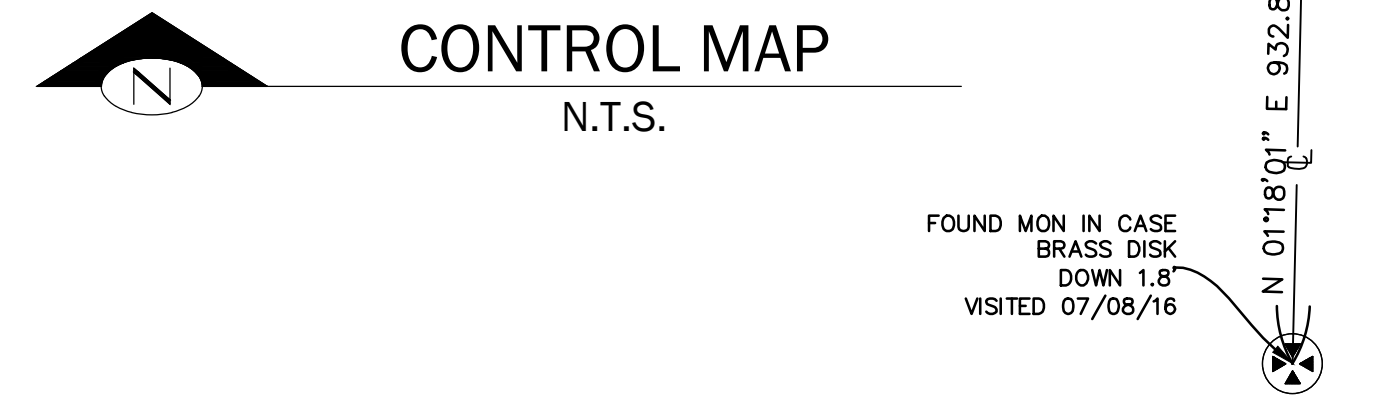 N
CONTROL MAP
N.T.S.
FOUND MON IN CASE
BRASS DISK
DOWN 1.8'
VISITED 07/08/16
N 01°18'01" E 932.8
℄